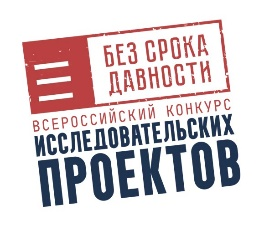 БЕЗ СРОКА
ДАВНОСТИ
ВСЕРОССИЙСКИЙ КОНКУРС
ИССЛЕДОВАТЕЛЬСКИХ
ПРОЕКТОВ